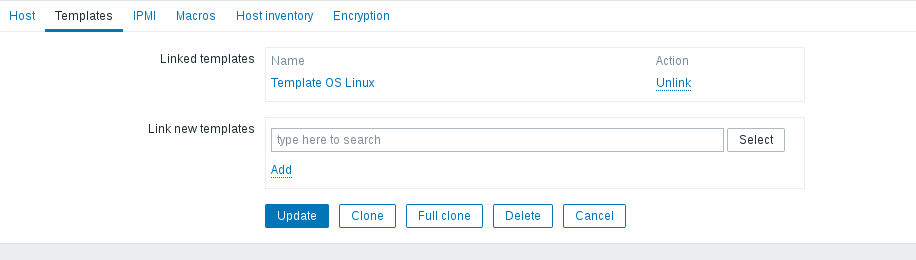 Host Templates IPMI Macros Host inventory Encryption
Linked templates Name Action
Template OS Linux Unlink
Link new templates
type here to search Select
Add
Update Clone Full clone Delete Cancel